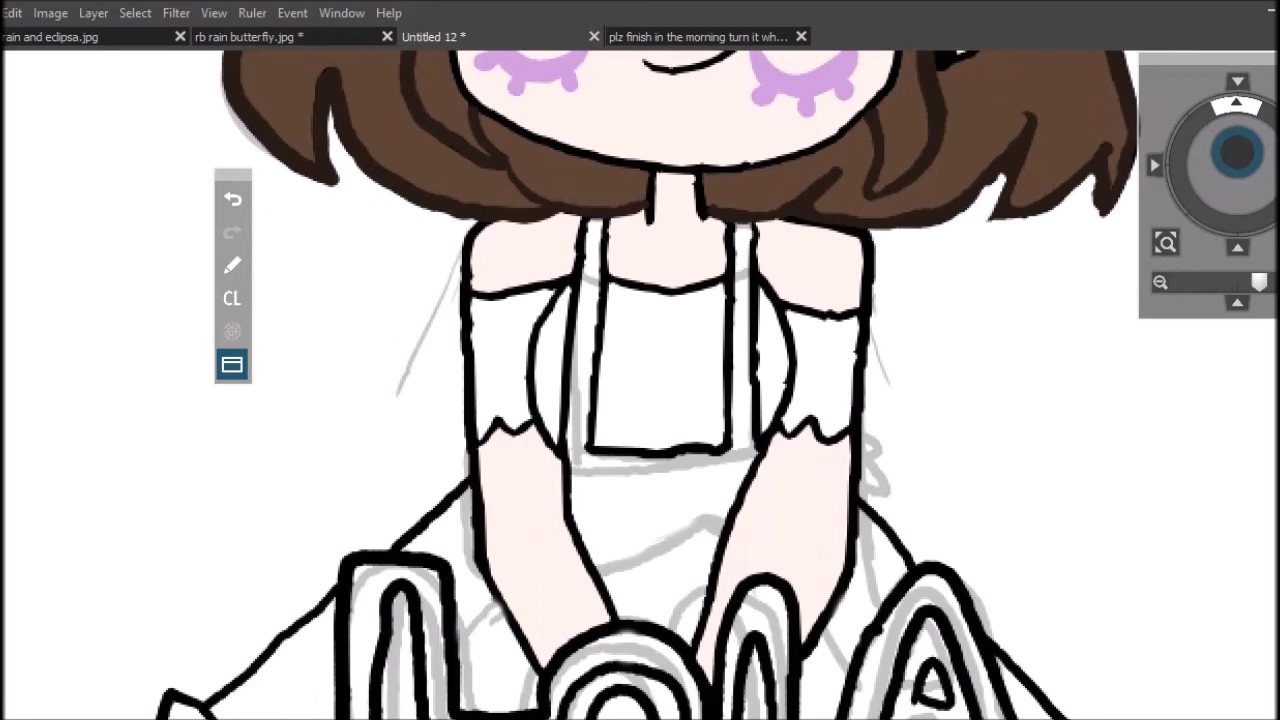 Edit Image Layer Select Filter View Ruler Event Window Help
rain and eclipsa.jpg rb rain butterfly.jpg * Untitled 12 * plz finish in the morning turn it wh...
CL